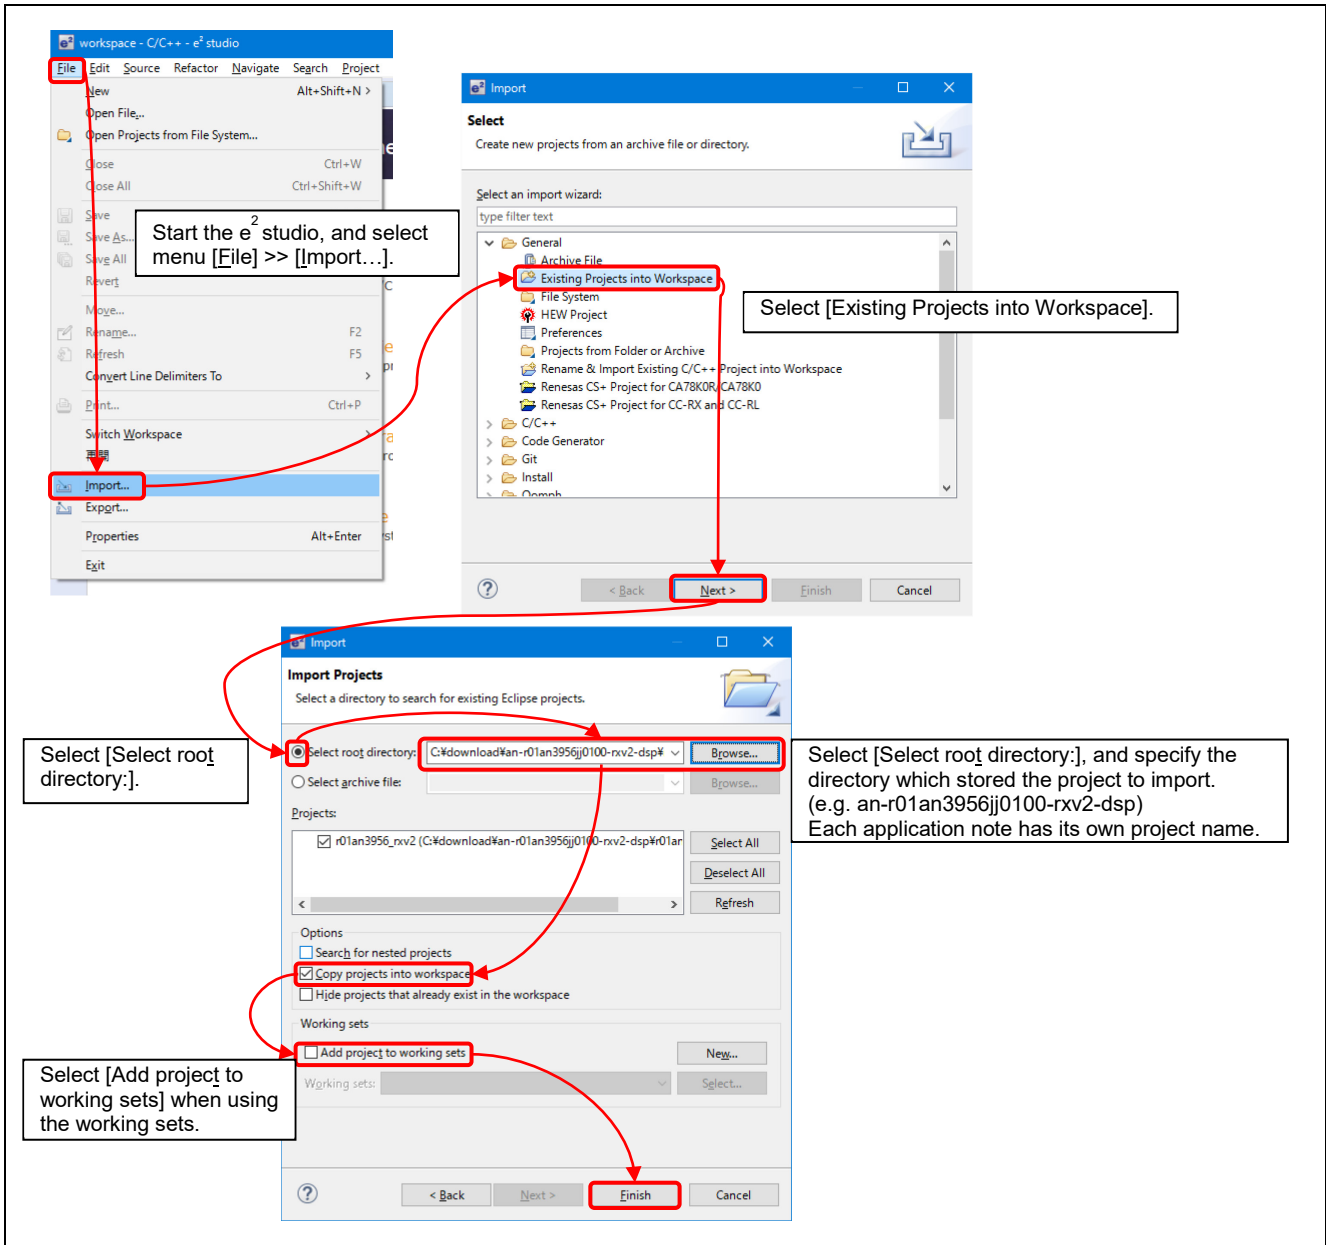 workspace - C/C++ - e² studio
File Edit Source Refactor Navigate Search Project
New Alt+Shift+N >
Open File...
Open Projects from File System...
Close Ctrl+W
Close All Ctrl+Shift+W
Save
Save As...
Save All
Revert
Move...
Rename... F2
Refresh F5
Convert Line Delimiters To >
Print... Ctrl+P
Switch Workspace >
再開
Import...
Export...
Properties Alt+Enter
Exit
Start the e² studio, and select
menu [File] >> [Import…].
e² Import
Select
Create new projects from an archive file or directory.
Select an import wizard:
type filter text
General
Archive File
Existing Projects into Workspace
File System
HEW Project
Preferences
Projects from Folder or Archive
Rename & Import Existing C/C++ Project into Workspace
Renesas CS+ Project for CA78K0R/CA78K0
Renesas CS+ Project for CC-RX and CC-RL
C/C++
Code Generator
Git
Install
Oomph
Select [Existing Projects into Workspace].
< Back Next > Finish Cancel
e² Import
Import Projects
Select a directory to search for existing Eclipse projects.
Select root directory: C:¥download¥an-r01an3956jj0100-rxv2-dsp¥ Browse...
Select archive file: Browse...
Projects:
r01an3956_rxv2 (C:¥download¥an-r01an3956jj0100-rxv2-dsp¥r01an
Select All
Deselect All
Refresh
Options
Search for nested projects
Copy projects into workspace
Hide projects that already exist in the workspace
Working sets
Add project to working sets New...
Working sets: Select...
< Back Next > Finish Cancel
Select [Select root
directory:].
Select [Select root directory:], and specify the
directory which stored the project to import.
(e.g. an-r01an3956jj0100-rxv2-dsp)
Each application note has its own project name.
Select [Add project to
working sets] when using
the working sets.